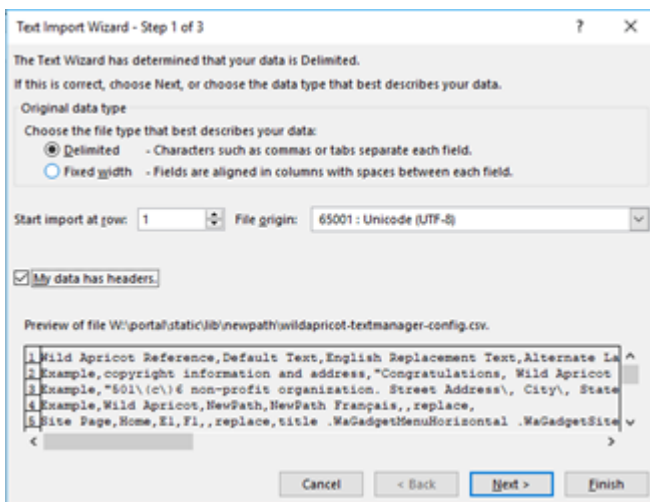 Text Import Wizard - Step 1 of 3
The Text Wizard has determined that your data is Delimited.
If this is correct, choose Next, or choose the data type that best describes your data.
Original data type
Choose the file type that best describes your data:
Delimited - Characters such as commas or tabs separate each field.
Fixed width - Fields are aligned in columns with spaces between each field.
Start import at row: 1 File origin: 65001 : Unicode (UTF-8)
My data has headers.
Preview of file W:\portal\static\lib\newpath\wildapricot-textmanager-config.csv.
1 Wild Apricot Reference,Default Text,English Replacement Text,Alternate La
2 Example,copyright information and address,"Congratulations, Wild Apricot
3 Example,"501\(c\)6 non-profit organization. Street Address\, City\, State
4 Example,Wild Apricot,NewPath,NewPath Français,,replace,
5 Site Page,Home,E1,F1,,replace,title .WaGadgetMenuHorizontal .WaGadgetSite
Cancel < Back Next > Finish